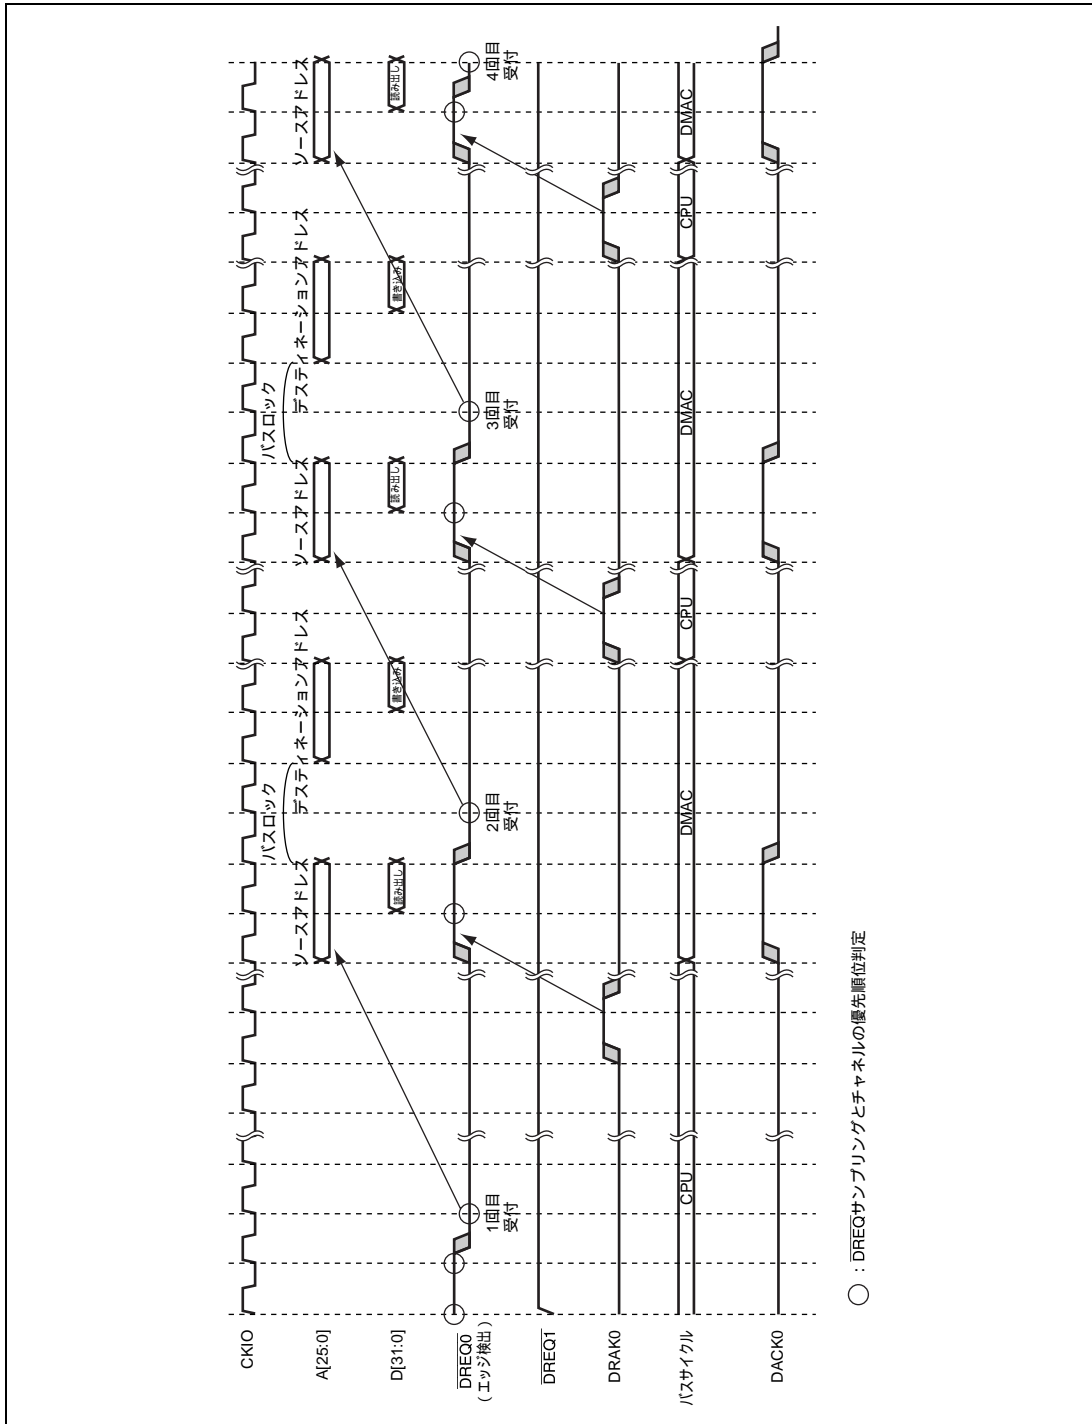 CKIO
A[25:0]
ソースアドレス
バスロック
デスティネーションアドレス
ソースアドレス
バスロック
デスティネーションアドレス
ソースアドレス
D[31:0]
読み出し
書き込み
読み出し
書き込み
読み出し
DREQ0
(エッジ検出)
1回目
受付
2回目
受付
3回目
受付
4回目
受付
DREQ1
DRAK0
バスサイクル
CPU
DMAC
CPU
DMAC
CPU
DMAC
DACK0
○ : DREQサンプリングとチャネルの優先順位判定